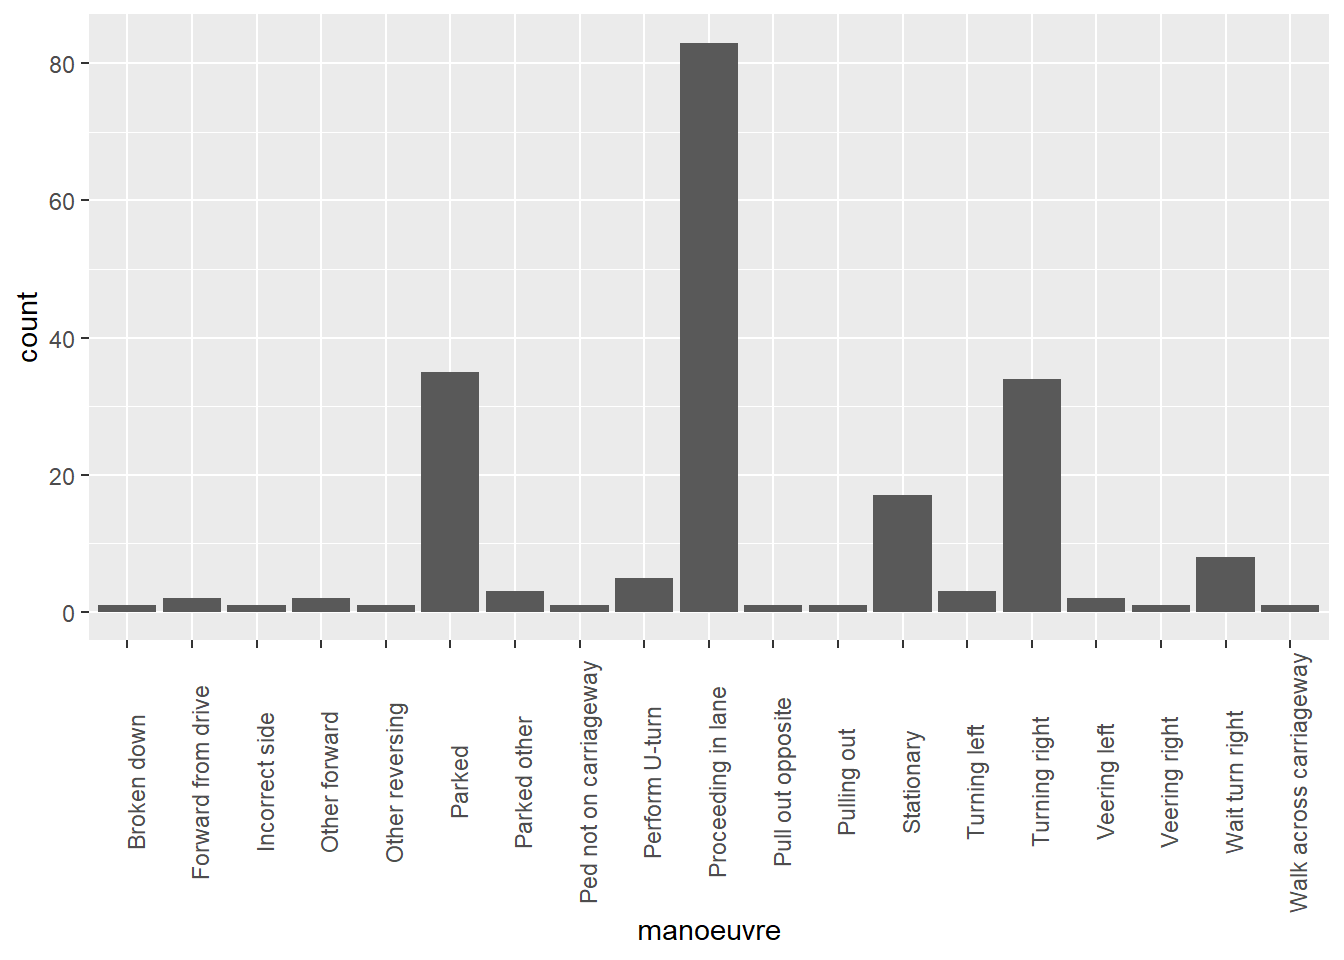 80
60
40
20
0
count
Broken down
Forward from drive
Incorrect side
Other forward
Other reversing
Parked
Parked other
Ped not on carriageway
Perform U-turn
Proceeding in lane
Pull out opposite
Pulling out
Stationary
Turning left
Turning right
Veering left
Veering right
Wait turn right
Walk across carriageway
manoeuvre